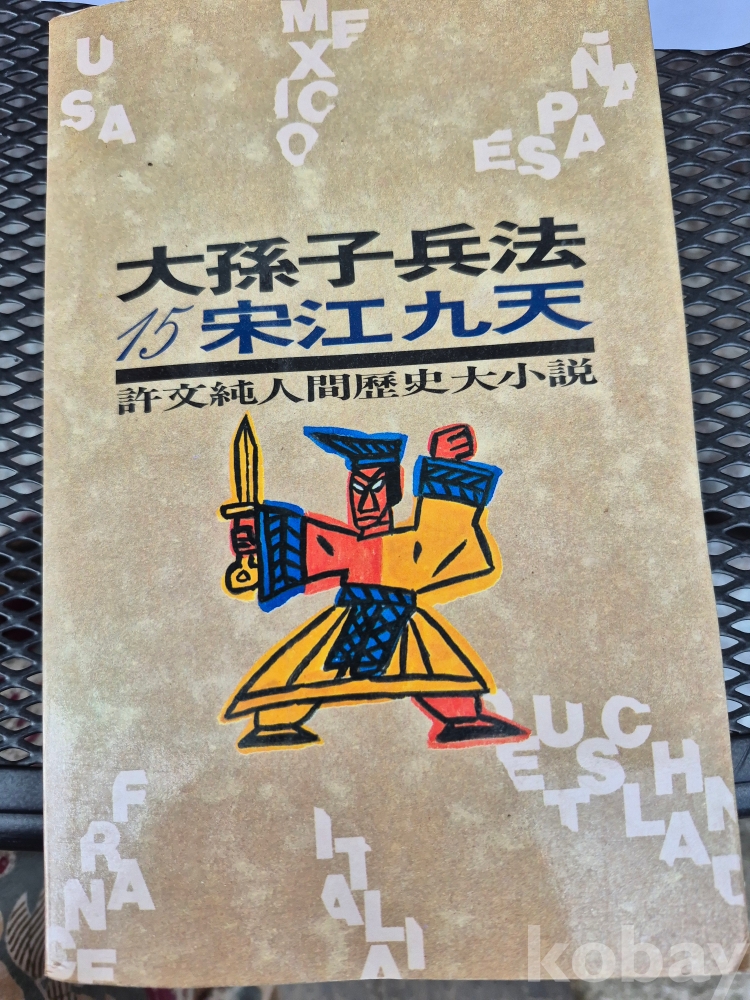 USA
MEXICO
ESPAÑA
大孫子兵法
15 宋江九天
許文純人間歷史大小説
DEUTSCHLAND
FRANCE
ITALIA
kobay